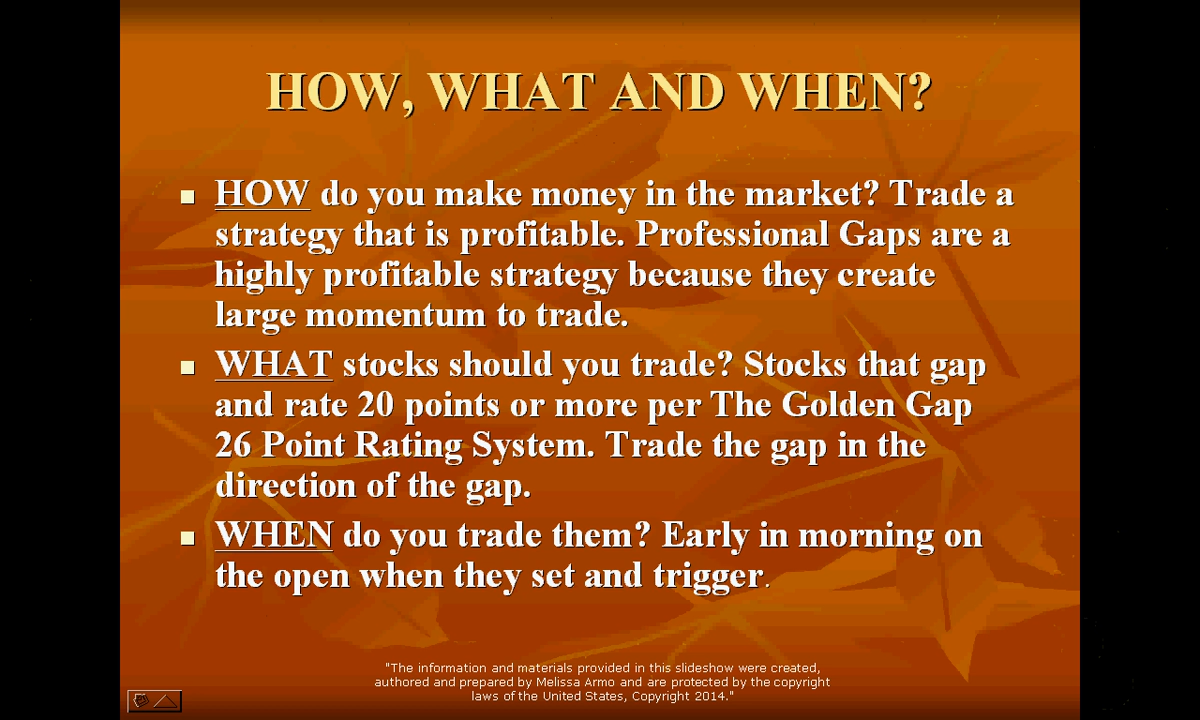 HOW, WHAT AND WHEN?
HOW do you make money in the market? Trade a
strategy that is profitable. Professional Gaps are a
highly profitable strategy because they create
large momentum to trade.
WHAT stocks should you trade? Stocks that gap
and rate 20 points or more per The Golden Gap
26 Point Rating System. Trade the gap in the
direction of the gap.
WHEN do you trade them? Early in morning on
the open when they set and trigger.
"The information and materials provided in this slideshow were created,
authored and prepared by Melissa Armo and are protected by the copyright
laws of the United States, Copyright 2014."